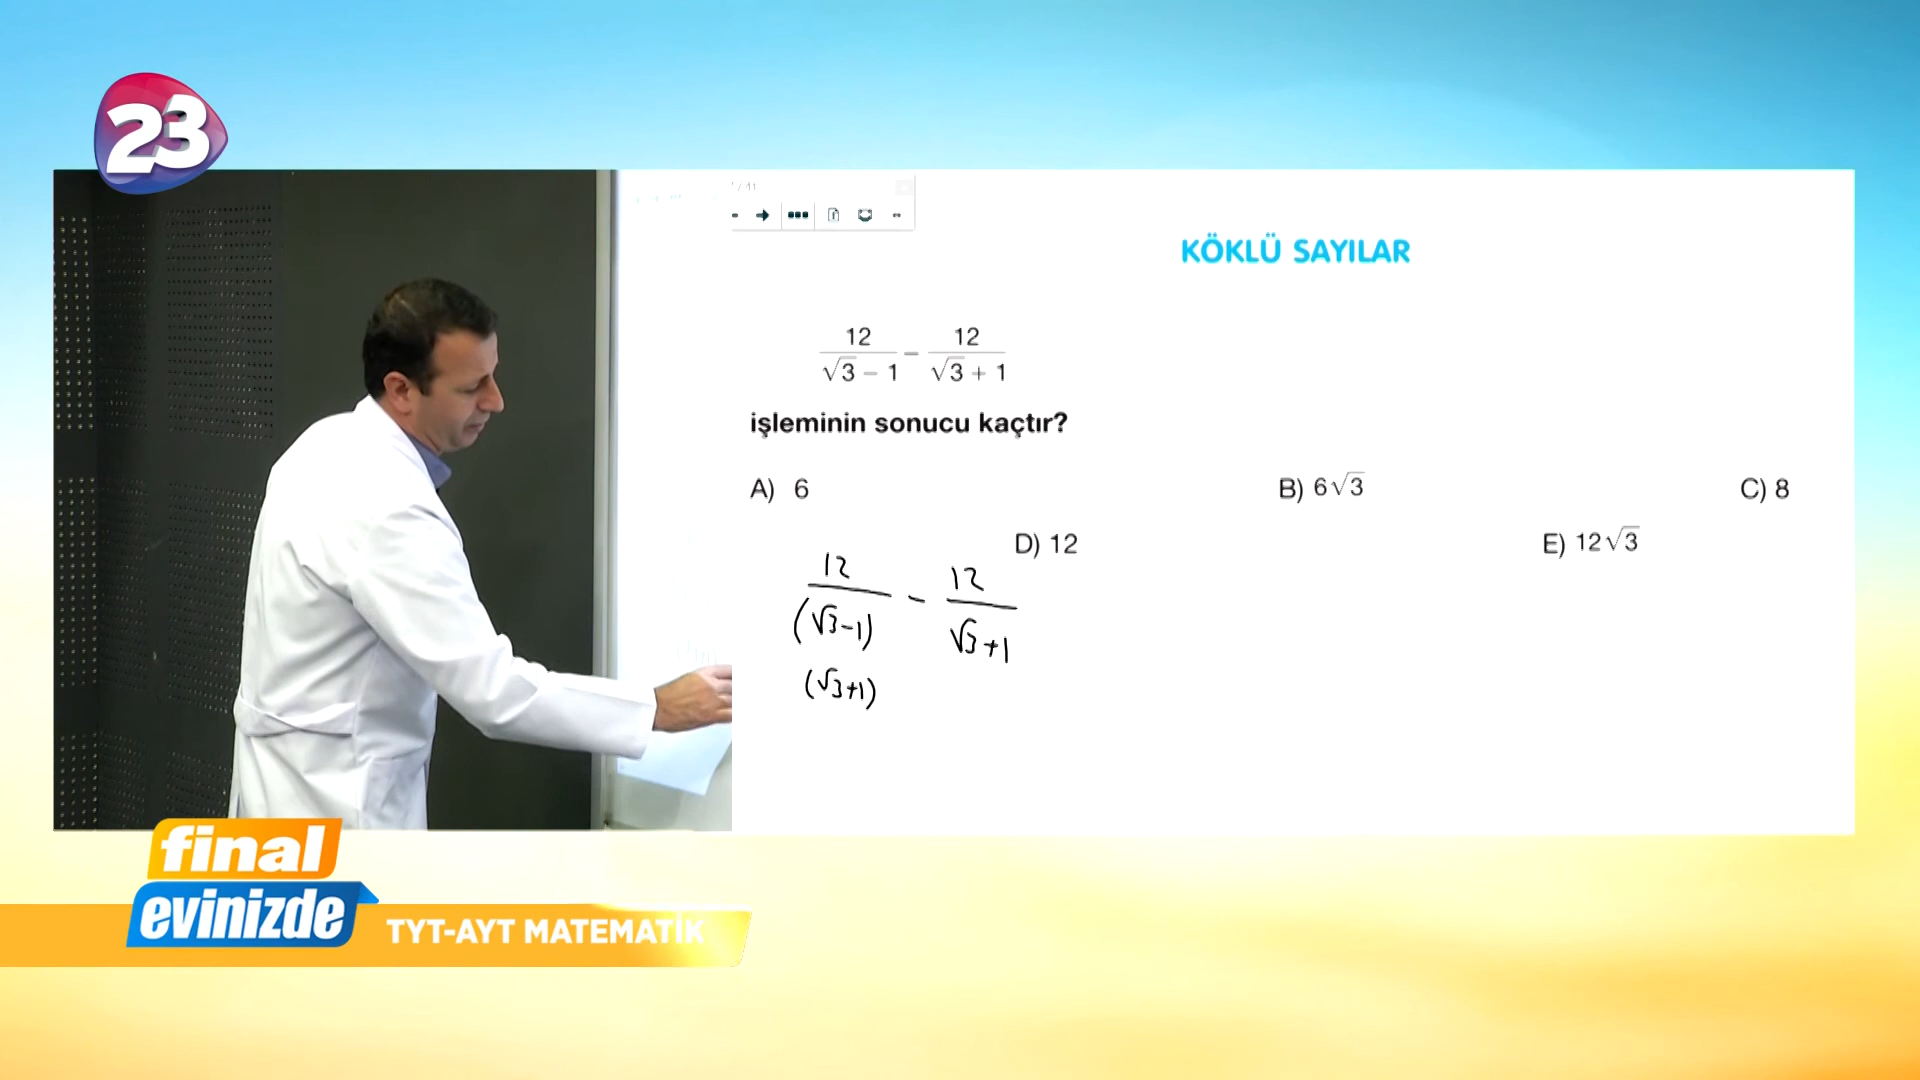 23
/ 41
KÖKLÜ SAYILAR
12 / (√3 − 1) − 12 / (√3 + 1)
işleminin sonucu kaçtır?
A) 6
B) 6√3
C) 8
D) 12
E) 12√3
12 / (√3-1) - 12 / √3+1
(√3+1)
final
evinizde
TYT-AYT MATEMATİK